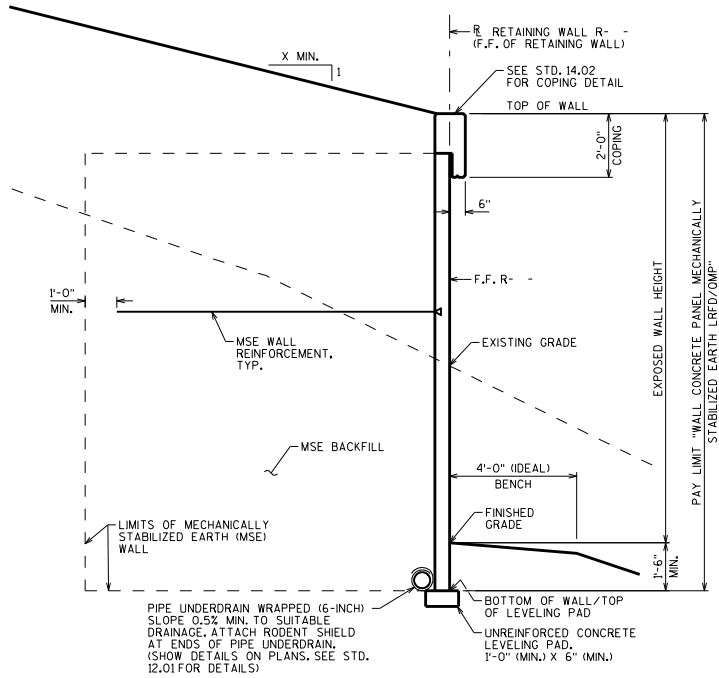 R̲L RETAINING WALL R-  -
(F.F. OF RETAINING WALL)
X MIN.
1
SEE STD. 14.02
FOR COPING DETAIL
TOP OF WALL
2'-0"
COPING
6"
1'-0"
MIN.
F.F. R-  -
MSE WALL
REINFORCEMENT,
TYP.
EXISTING GRADE
EXPOSED WALL HEIGHT
PAY LIMIT "WALL CONCRETE PANEL MECHANICALLY
STABILIZED EARTH LRFD/QMP"
MSE BACKFILL
4'-0" (IDEAL)
BENCH
LIMITS OF MECHANICALLY
STABILIZED EARTH (MSE)
WALL
FINISHED
GRADE
1'-6"
MIN.
PIPE UNDERDRAIN WRAPPED (6-INCH)
SLOPE 0.5% MIN. TO SUITABLE
DRAINAGE. ATTACH RODENT SHIELD
AT ENDS OF PIPE UNDERDRAIN.
(SHOW DETAILS ON PLANS. SEE STD.
12.01 FOR DETAILS)
BOTTOM OF WALL/TOP
OF LEVELING PAD
UNREINFORCED CONCRETE
LEVELING PAD.
1'-0" (MIN.) X 6" (MIN.)